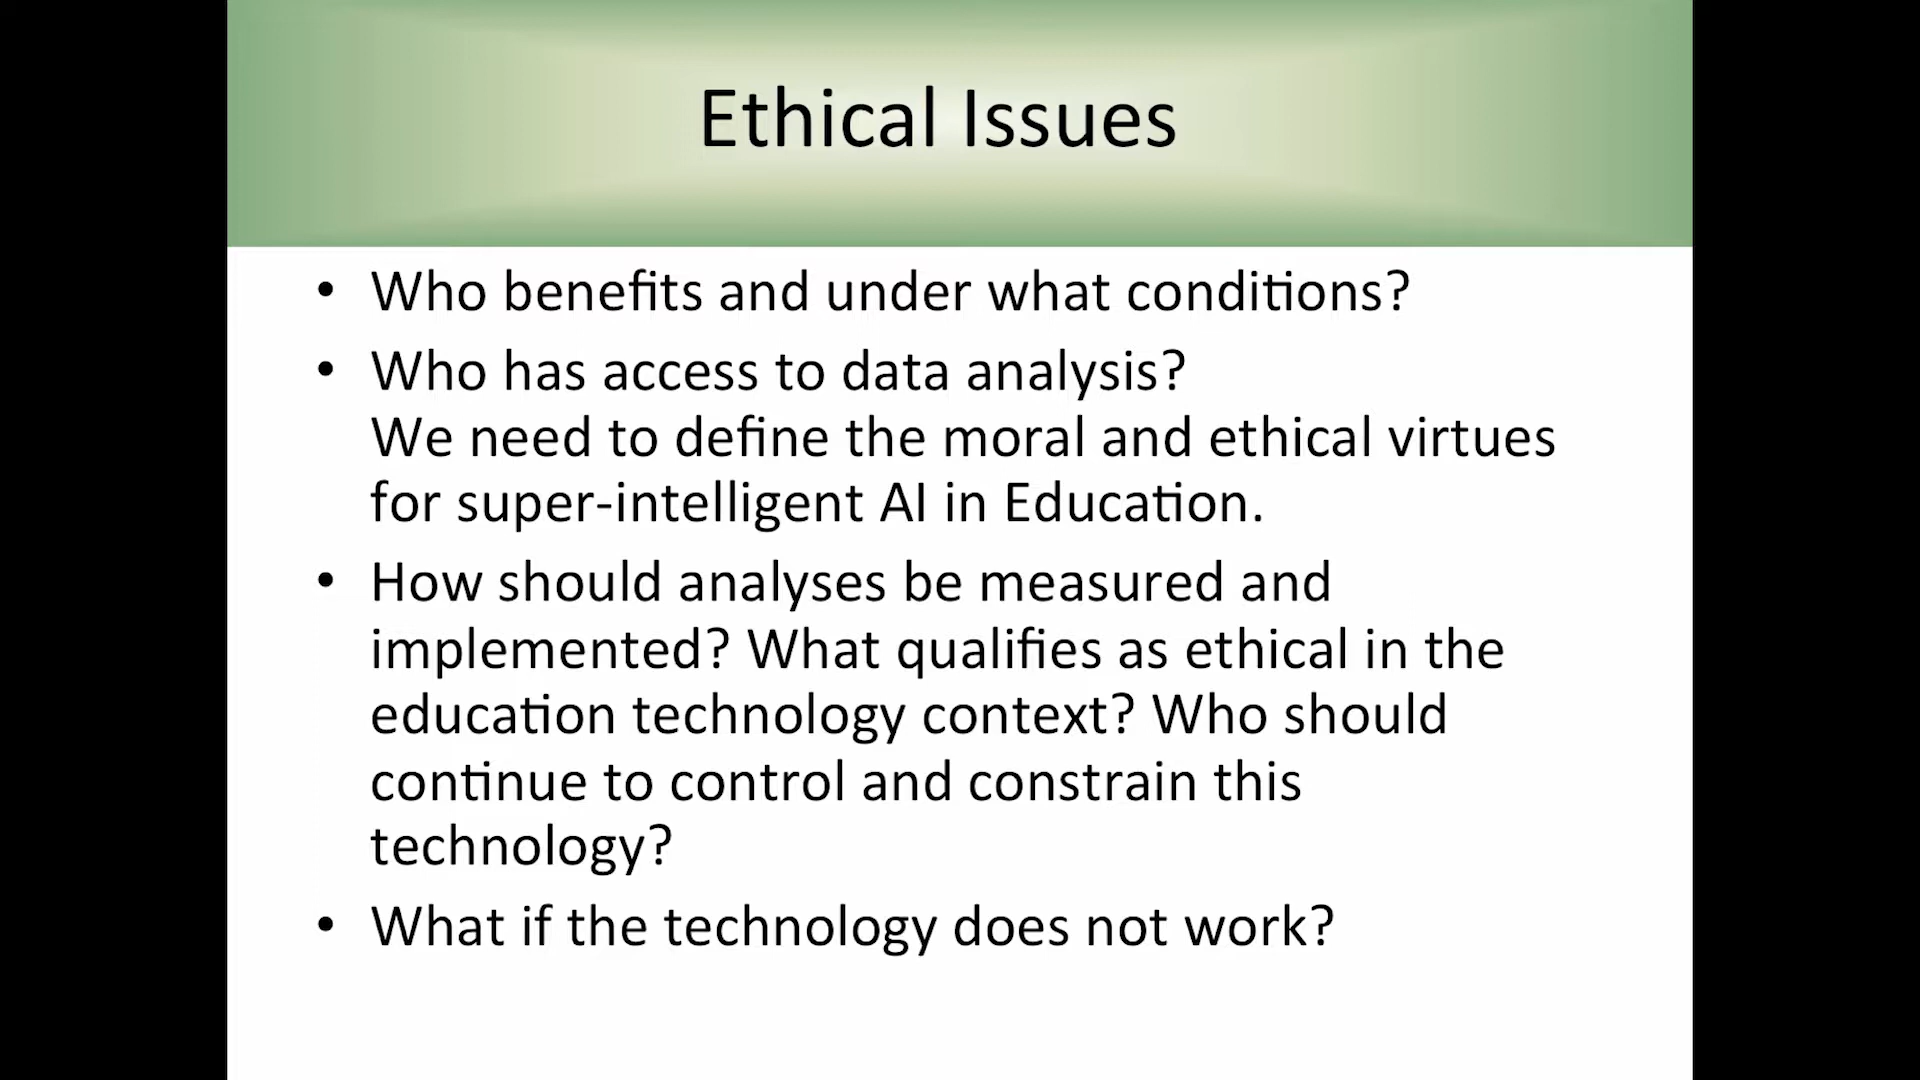 Ethical Issues
• Who benefits and under what conditions?
• Who has access to data analysis?
We need to define the moral and ethical virtues
for super-intelligent AI in Education.
• How should analyses be measured and
implemented? What qualifies as ethical in the
education technology context? Who should
continue to control and constrain this
technology?
• What if the technology does not work?